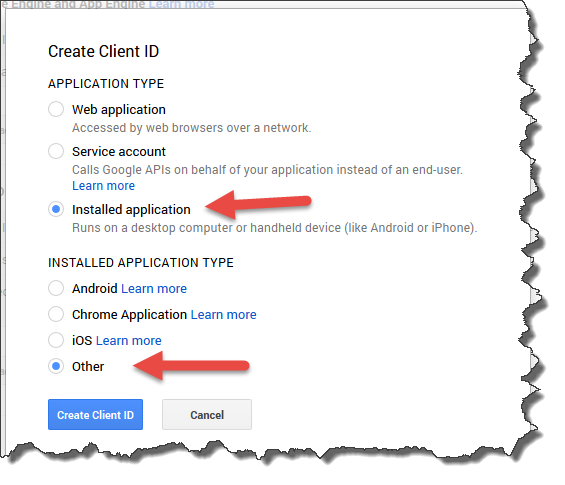 e Engine and App Engine Learn more
Create Client ID
APPLICATION TYPE
Web application
Accessed by web browsers over a network.
Service account
Calls Google APIs on behalf of your application instead of an end-user.
Learn more
Installed application
Runs on a desktop computer or handheld device (like Android or iPhone).
INSTALLED APPLICATION TYPE
Android Learn more
Chrome Application Learn more
iOS Learn more
Other
Create Client ID Cancel